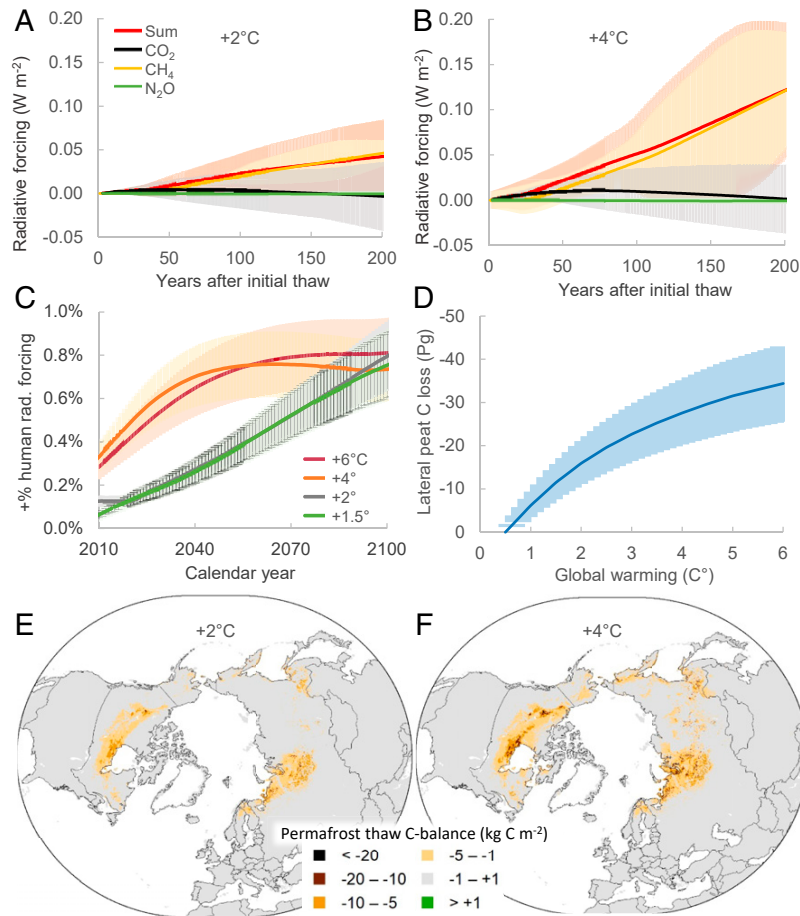 A
B
Sum
CO2
CH4
N2O
+2°C
+4°C
0.20
0.15
0.10
0.05
0.00
-0.05
Radiative forcing (W m-2)
0 50 100 150 200
Years after initial thaw
0.20
0.15
0.10
0.05
0.00
-0.05
Radiative forcing (W m-2)
0 50 100 150 200
Years after initial thaw
C
1.0%
0.8%
0.6%
0.4%
0.2%
0.0%
+% human rad. forcing
+6°C
+4°
+2°
+1.5°
2010 2040 2070 2100
Calendar year
D
-50
-40
-30
-20
-10
0
Lateral peat C loss (Pg)
0 1 2 3 4 5 6
Global warming (C°)
E
+2°C
F
+4°C
Permafrost thaw C-balance (kg C m-2)
< -20
-20 – -10
-10 – -5
-5 – -1
-1 – +1
> +1